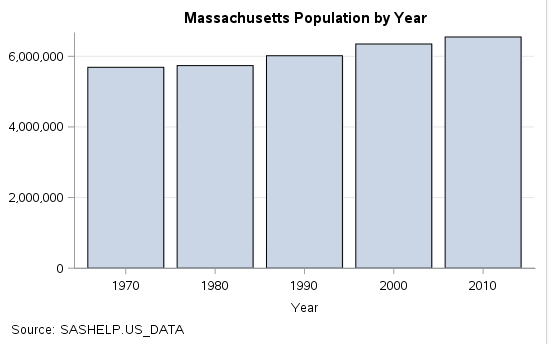 Massachusetts Population by Year
6,000,000
4,000,000
2,000,000
0
1970 1980 1990 2000 2010
Year
Source: SASHELP.US_DATA